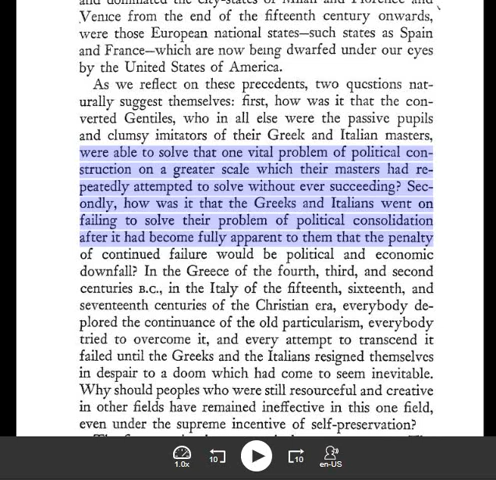 and dominated the city-states of Milan and Florence and
Venice from the end of the fifteenth century onwards,
were those European national states—such states as Spain
and France—which are now being dwarfed under our eyes
by the United States of America.
As we reflect on these precedents, two questions nat-
urally suggest themselves: first, how was it that the con-
verted Gentiles, who in all else were the passive pupils
and clumsy imitators of their Greek and Italian masters,
were able to solve that one vital problem of political con-
struction on a greater scale which their masters had re-
peatedly attempted to solve without ever succeeding? Sec-
ondly, how was it that the Greeks and Italians went on
failing to solve their problem of political consolidation
after it had become fully apparent to them that the penalty
of continued failure would be political and economic
downfall? In the Greece of the fourth, third, and second
centuries B.C., in the Italy of the fifteenth, sixteenth, and
seventeenth centuries of the Christian era, everybody de-
plored the continuance of the old particularism, everybody
tried to overcome it, and every attempt to transcend it
failed until the Greeks and the Italians resigned themselves
in despair to a doom which had come to seem inevitable.
Why should peoples who were still resourceful and creative
in other fields have remained ineffective in this one field,
even under the supreme incentive of self-preservation?
1.0x
10
10
en-US